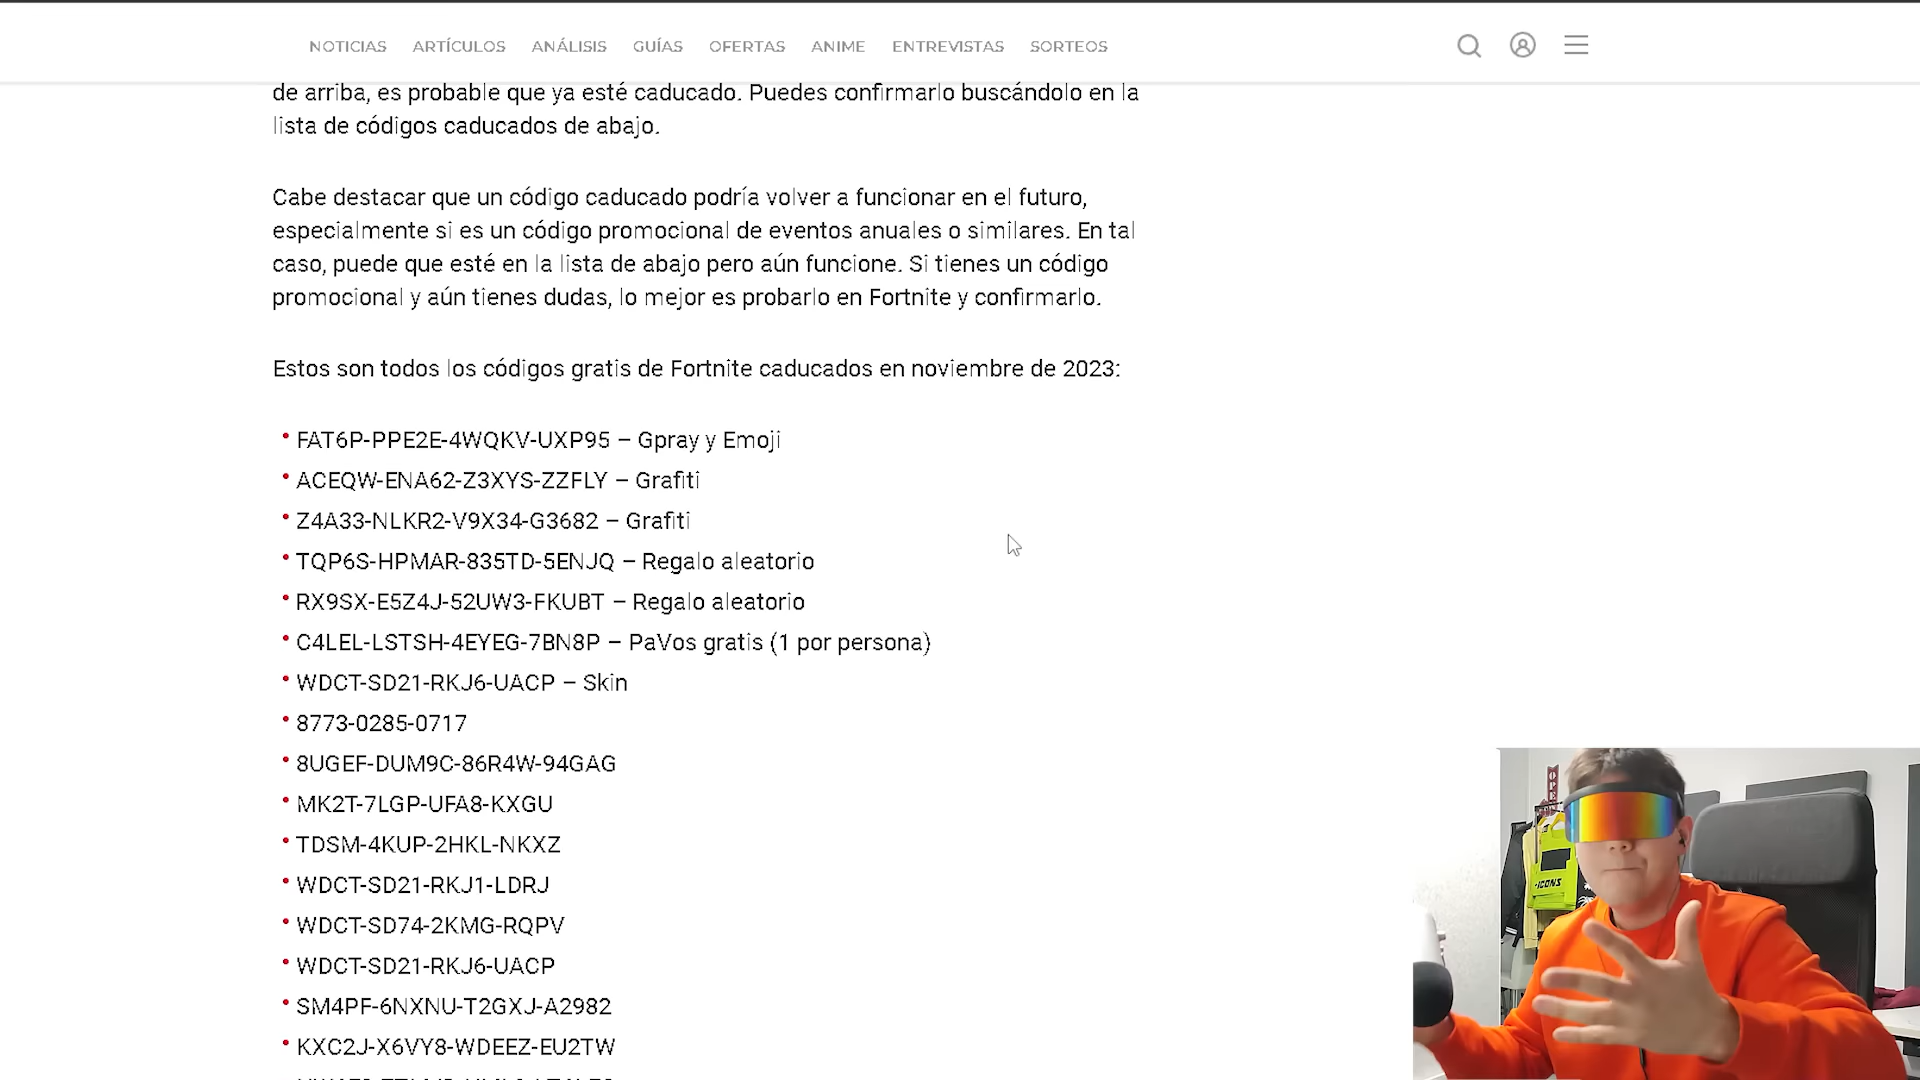 NOTICIAS ARTÍCULOS ANÁLISIS GUÍAS OFERTAS ANIME ENTREVISTAS SORTEOS
de arriba, es probable que ya esté caducado. Puedes confirmarlo buscándolo en la
lista de códigos caducados de abajo.
Cabe destacar que un código caducado podría volver a funcionar en el futuro,
especialmente si es un código promocional de eventos anuales o similares. En tal
caso, puede que esté en la lista de abajo pero aún funcione. Si tienes un código
promocional y aún tienes dudas, lo mejor es probarlo en Fortnite y confirmarlo.
Estos son todos los códigos gratis de Fortnite caducados en noviembre de 2023:
• FAT6P-PPE2E-4WQKV-UXP95 – Gpray y Emoji
• ACEQW-ENA62-Z3XYS-ZZFLY – Grafiti
• Z4A33-NLKR2-V9X34-G3682 – Grafiti
• TQP6S-HPMAR-835TD-5ENJQ – Regalo aleatorio
• RX9SX-E5Z4J-52UW3-FKUBT – Regalo aleatorio
• C4LEL-LSTSH-4EYEG-7BN8P – PaVos gratis (1 por persona)
• WDCT-SD21-RKJ6-UACP – Skin
• 8773-0285-0717
• 8UGEF-DUM9C-86R4W-94GAG
• MK2T-7LGP-UFA8-KXGU
• TDSM-4KUP-2HKL-NKXZ
• WDCT-SD21-RKJ1-LDRJ
• WDCT-SD74-2KMG-RQPV
• WDCT-SD21-RKJ6-UACP
• SM4PF-6NXNU-T2GXJ-A2982
• KXC2J-X6VY8-WDEEZ-EU2TW
OPE
-ICONS